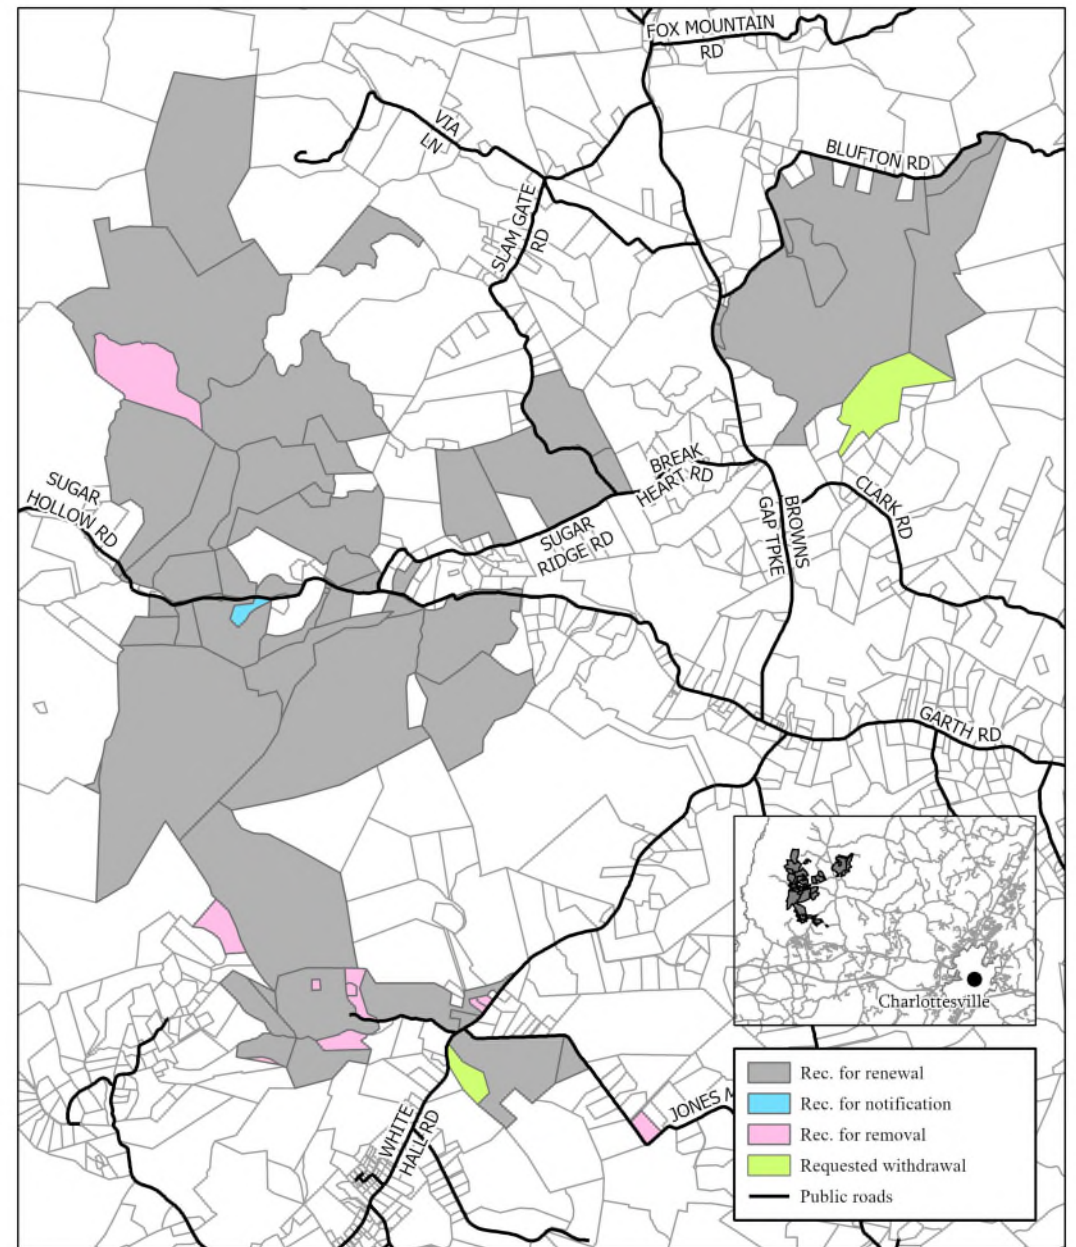 FOX MOUNTAIN
RD
VIA
LN
BLUFTON RD
SLAM GATE
RD
SUGAR
HOLLOW RD
BREAK
HEART RD
SUGAR
RIDGE RD
CLARK RD
BROWNS
GAP TPKE
GARTH RD
Charlottesville
JONES M
WHITE
HALL RD
Rec. for renewal
Rec. for notification
Rec. for removal
Requested withdrawal
Public roads